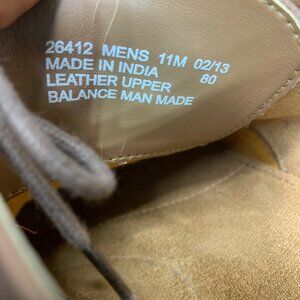 26412 MENS 11M 02/13
MADE IN INDIA 80
LEATHER UPPER
BALANCE MAN MADE